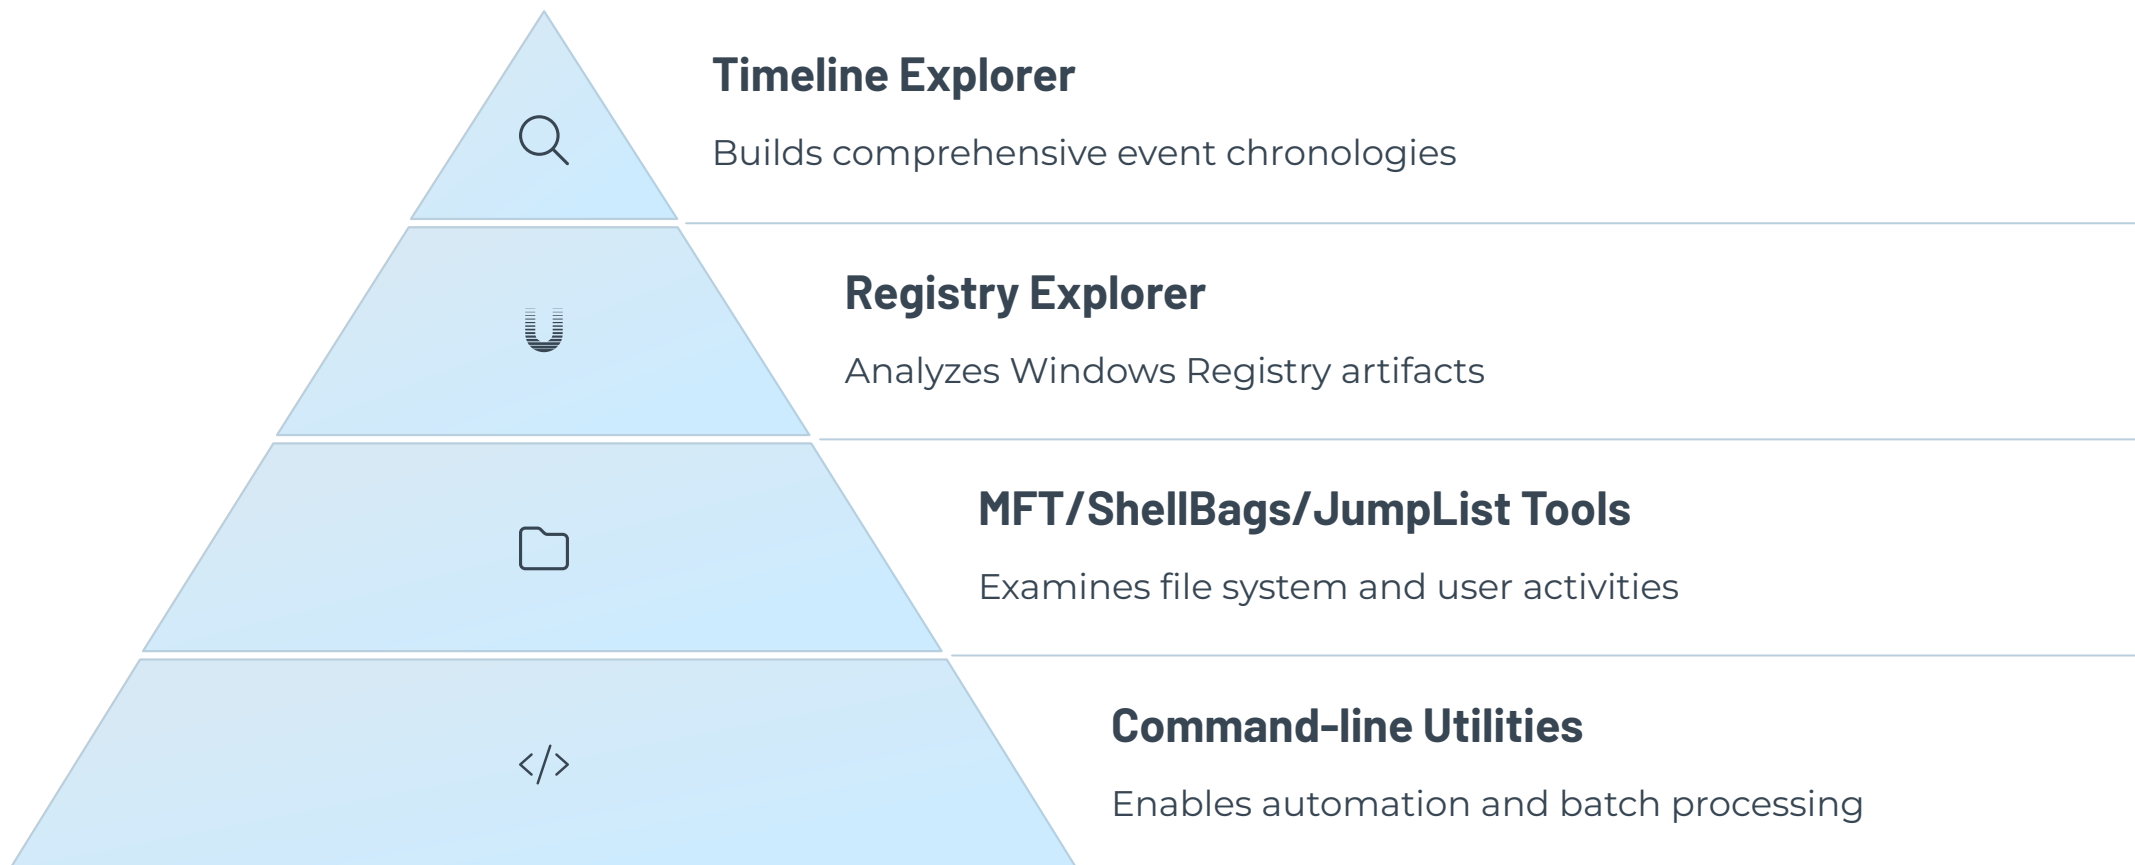 Timeline Explorer
Builds comprehensive event chronologies
Registry Explorer
Analyzes Windows Registry artifacts
MFT/ShellBags/JumpList Tools
Examines file system and user activities
Command-line Utilities
Enables automation and batch processing